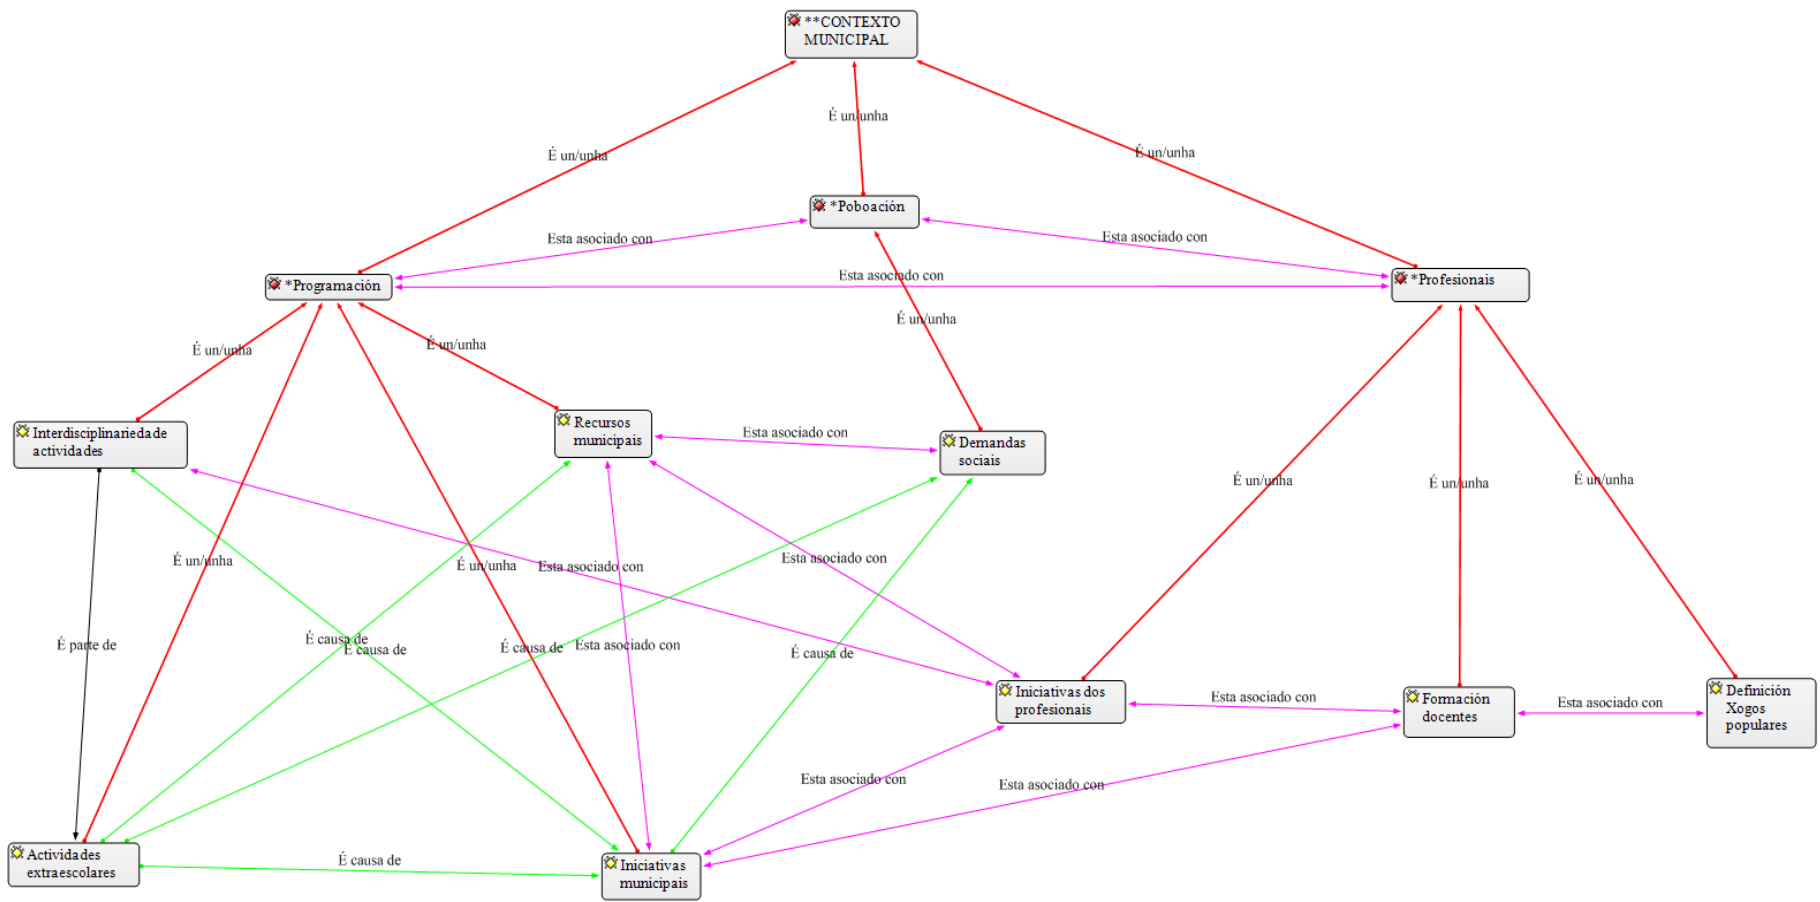 **CONTEXTO
MUNICIPAL
É un/unha
É un/unha
É un/unha
*Poboación
Esta asociado con
Esta asociado con
*Programación
Esta asociado con
*Profesionais
É un/unha
É un/unha
É un/unha
Interdisciplinariedade
actividades
Recursos
municipais
Esta asociado con
Demandas
sociais
É un/unha
É un/unha
É un/unha
É un/unha
É un/unha
Esta asociado con
Esta asociado con
É parte de
É causa de
É causa de
É causa de
Esta asociado con
É causa de
Iniciativas dos
profesionais
Esta asociado con
Formación
docentes
Esta asociado con
Definición
Xogos
populares
Esta asociado con
Esta asociado con
Actividades
extraescolares
É causa de
Iniciativas
municipais